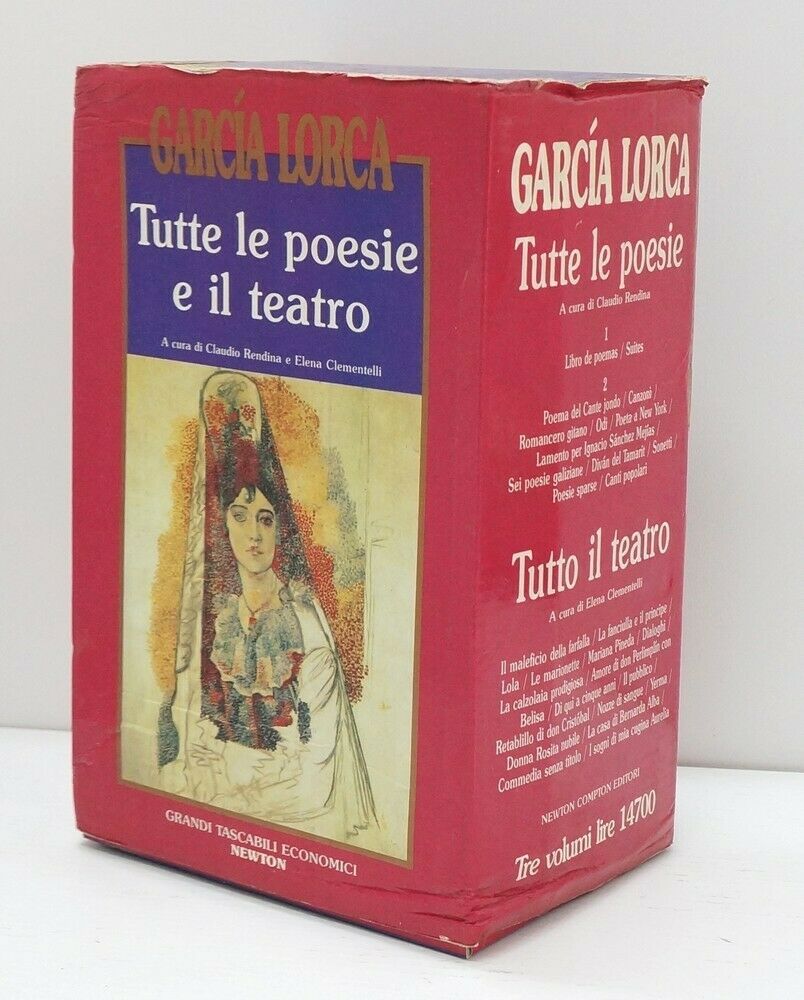 GARCÍA LORCA
Tutte le poesie
e il teatro
A cura di Claudio Rendina e Elena Clementelli
GRANDI TASCABILI ECONOMICI
NEWTON
GARCÍA LORCA
Tutte le poesie
A cura di Claudio Rendina
1
Libro de poemas / Suites
2
Poema del Cante jondo / Canzoni /
Romancero gitano / Odi / Poeta a New York /
Lamento per Ignacio Sánchez Mejías /
Sei poesie galiziane / Diván del Tamarit / Sonetti /
Poesie sparse / Canti popolari
Tutto il teatro
A cura di Elena Clementelli
Il maleficio della farfalla / La fanciulla e il principe /
Lola / Le marionette / Mariana Pineda / Dialoghi /
La calzolaia prodigiosa / Amore di don Perlimplín con
Belisa / Di qui a cinque anni / Il pubblico /
Retablillo di don Cristóbal / Nozze di sangue / Yerma /
Donna Rosita nubile / La casa di Bernarda Alba /
Commedia senza titolo / I sogni di mia cugina Aurelia
NEWTON COMPTON EDITORI
Tre volumi lire 14700